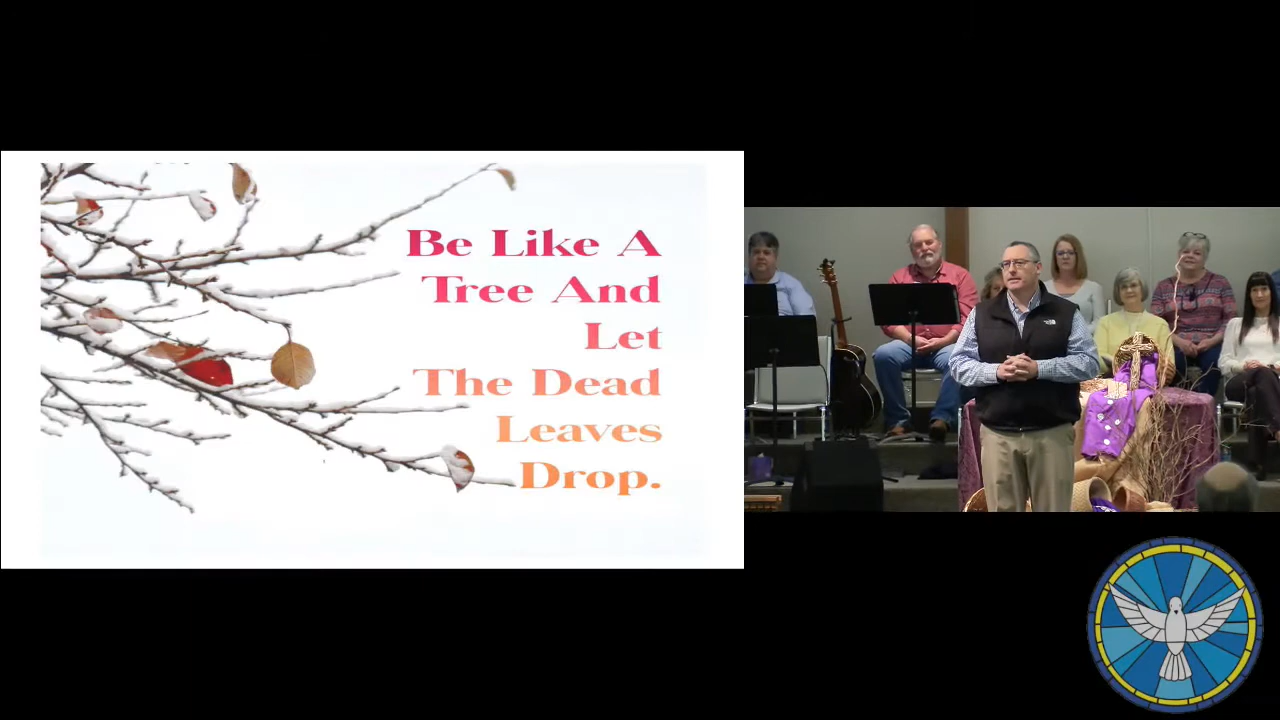 Be Like A
Tree And
Let
The Dead
Leaves
Drop.